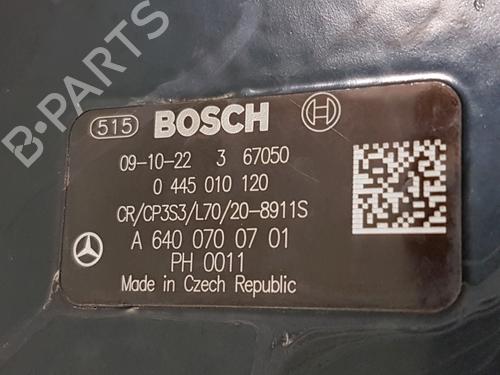 B-PARTS
515 BOSCH
09-10-22 3 67050
0 445 010 120
CR/CP3S3/L70/20-8911S
A 640 070 07 01
PH 0011
Made in Czech Republic